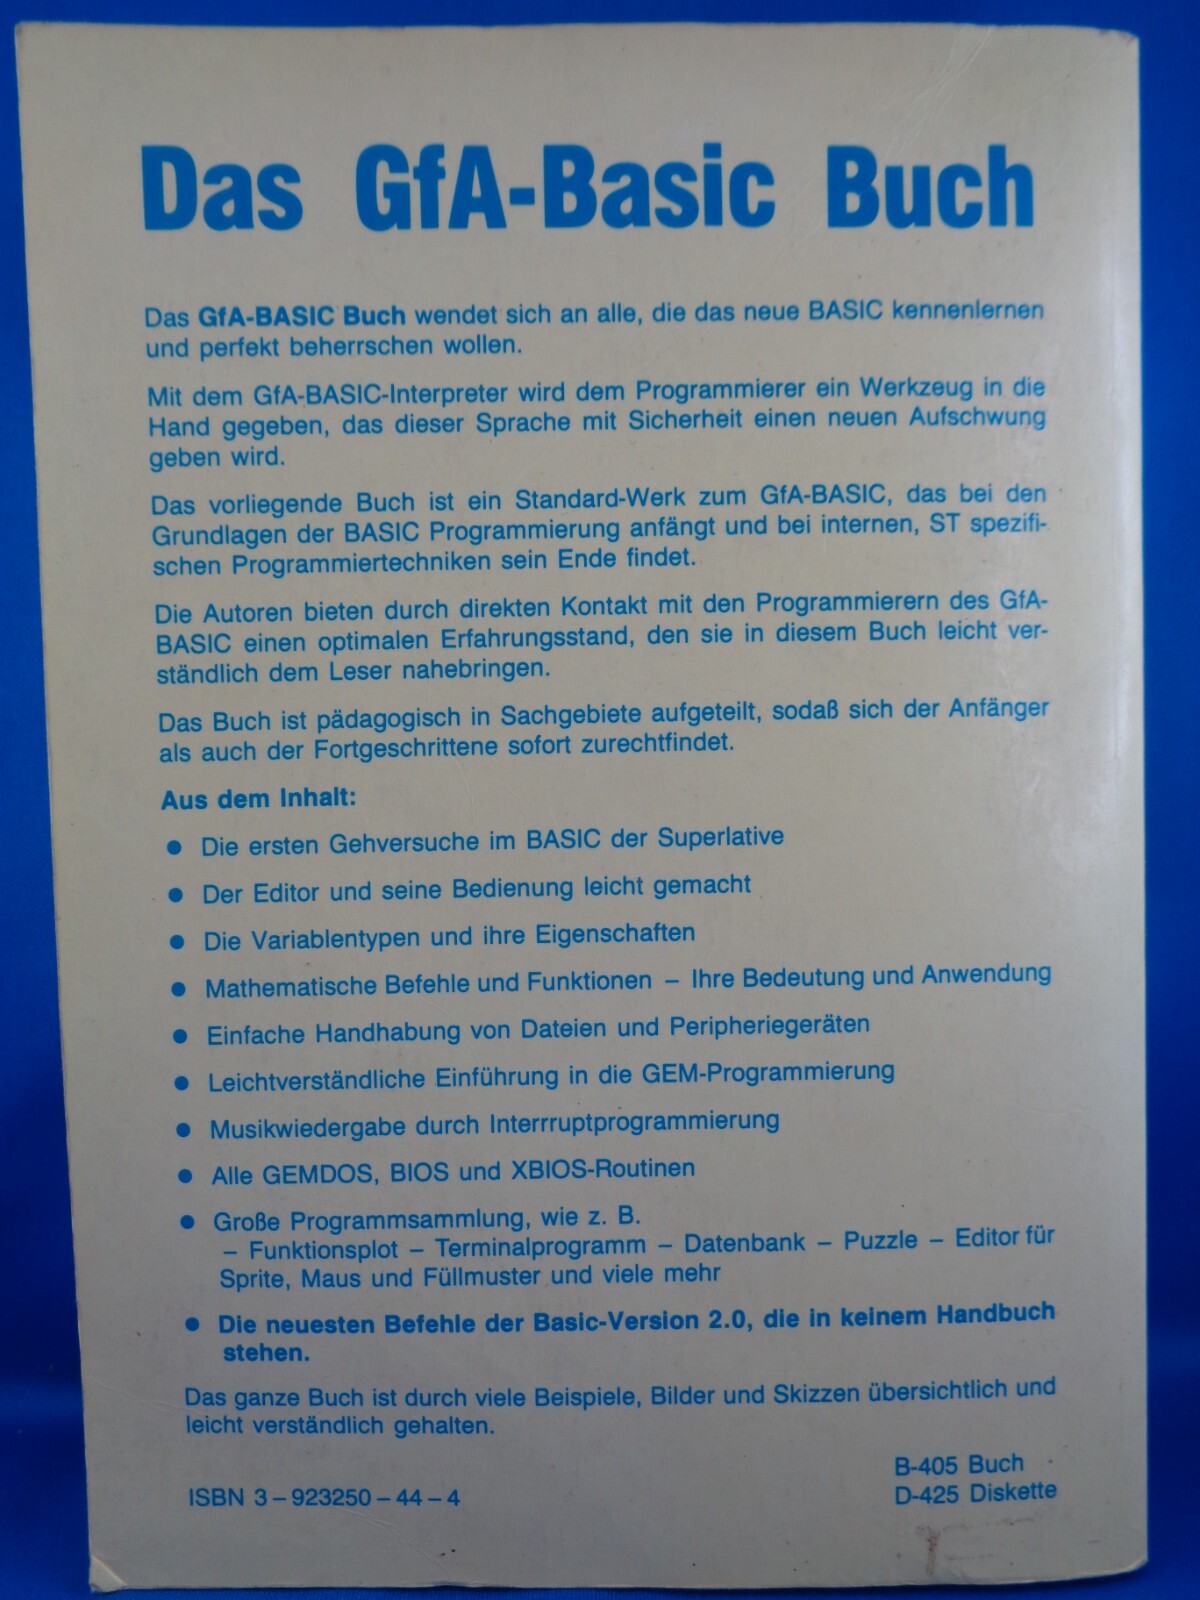 Das GfA-Basic Buch
Das GfA-BASIC Buch wendet sich an alle, die das neue BASIC kennenlernen
und perfekt beherrschen wollen.
Mit dem GfA-BASIC-Interpreter wird dem Programmierer ein Werkzeug in die
Hand gegeben, das dieser Sprache mit Sicherheit einen neuen Aufschwung
geben wird.
Das vorliegende Buch ist ein Standard-Werk zum GfA-BASIC, das bei den
Grundlagen der BASIC Programmierung anfängt und bei internen, ST spezifi-
schen Programmiertechniken sein Ende findet.
Die Autoren bieten durch direkten Kontakt mit den Programmierern des GfA-
BASIC einen optimalen Erfahrungsstand, den sie in diesem Buch leicht ver-
ständlich dem Leser nahebringen.
Das Buch ist pädagogisch in Sachgebiete aufgeteilt, sodaß sich der Anfänger
als auch der Fortgeschrittene sofort zurechtfindet.
Aus dem Inhalt:
● Die ersten Gehversuche im BASIC der Superlative
● Der Editor und seine Bedienung leicht gemacht
● Die Variablentypen und ihre Eigenschaften
● Mathematische Befehle und Funktionen – Ihre Bedeutung und Anwendung
● Einfache Handhabung von Dateien und Peripheriegeräten
● Leichtverständliche Einführung in die GEM-Programmierung
● Musikwiedergabe durch Interrruptprogrammierung
● Alle GEMDOS, BIOS und XBIOS-Routinen
● Große Programmsammlung, wie z. B.
– Funktionsplot – Terminalprogramm – Datenbank – Puzzle – Editor für
Sprite, Maus und Füllmuster und viele mehr
● Die neuesten Befehle der Basic-Version 2.0, die in keinem Handbuch
stehen.
Das ganze Buch ist durch viele Beispiele, Bilder und Skizzen übersichtlich und
leicht verständlich gehalten.
B-405 Buch
ISBN 3 – 923250 – 44 – 4 D-425 Diskette